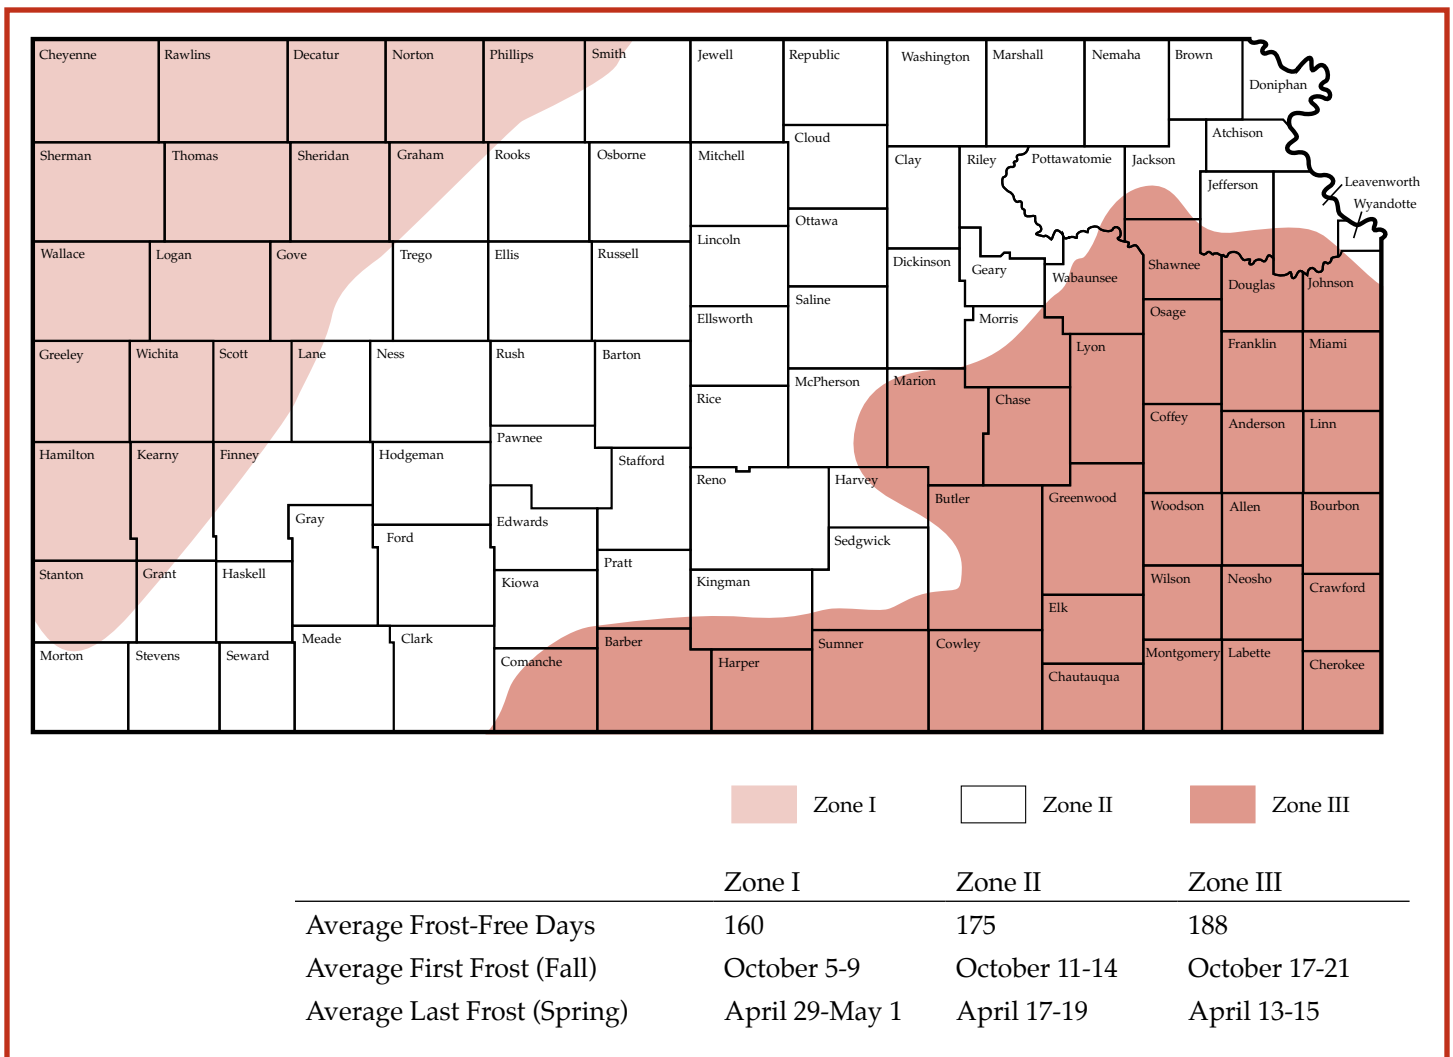 Cheyenne Rawlins Decatur Norton Phillips Smith Jewell Republic Washington Marshall Nemaha Brown
Doniphan
Cloud Atchison
Sherman Thomas Sheridan Graham Rooks Osborne Mitchell Clay Riley Pottawatomie Jackson
Jefferson Leavenworth
Wyandotte
Ottawa
Lincoln
Wallace Logan Gove Trego Ellis Russell Dickinson
Geary Wabaunsee Shawnee
Douglas Johnson
Saline
Ellsworth Morris Osage
Greeley Wichita Scott Lane Ness Rush Barton Lyon Franklin Miami
McPherson Marion
Rice Chase
Coffey Anderson Linn
Pawnee
Hamilton Kearny Finney Hodgeman Stafford
Reno Harvey
Butler Greenwood Woodson Allen Bourbon
Gray Edwards
Ford Sedgwick
Pratt
Stanton Grant Haskell Kiowa Kingman Wilson Neosho
Crawford
Elk
Meade Clark Barber Sumner Cowley
Morton Stevens Seward Comanche Harper Montgomery Labette
Cherokee
Chautauqua
Zone I Zone II Zone III
Zone I Zone II Zone III
Average Frost-Free Days 160 175 188
Average First Frost (Fall) October 5-9 October 11-14 October 17-21
Average Last Frost (Spring) April 29-May 1 April 17-19 April 13-15